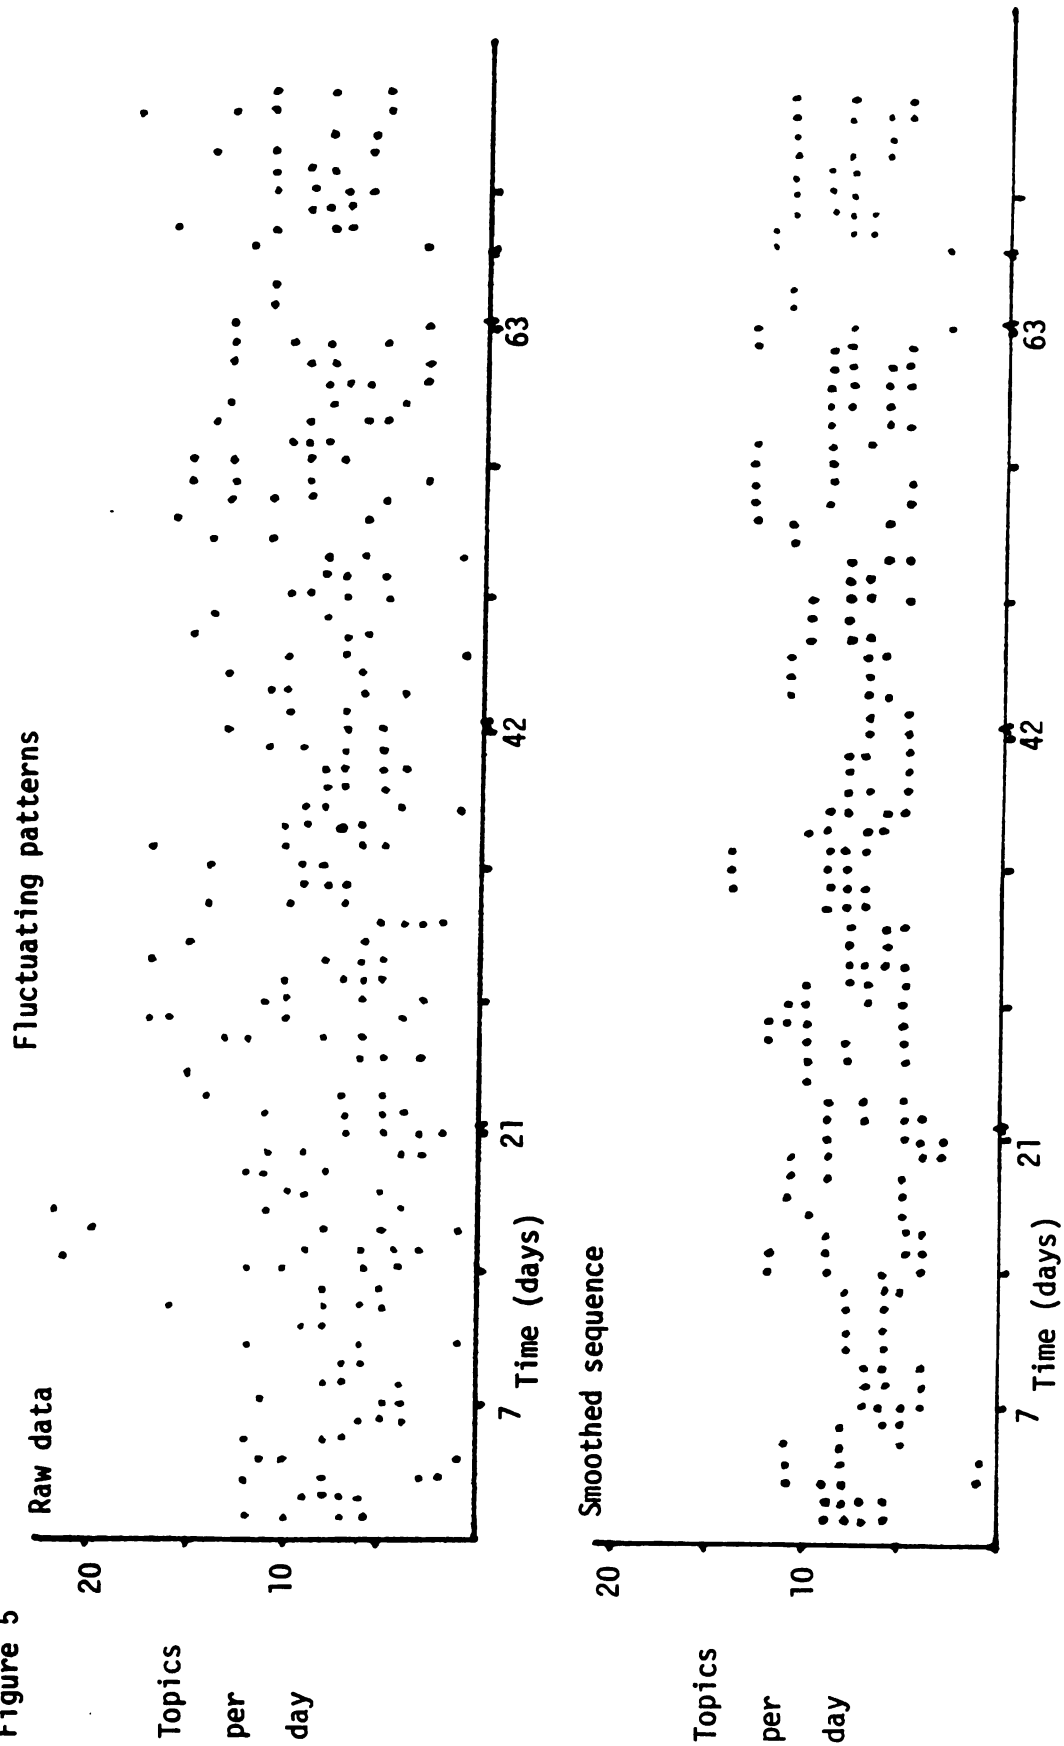 Figure 5
Fluctuating patterns
Raw data
20
10
Topics
per
day
7
21
42
63
Time (days)
Smoothed sequence
20
10
Topics
per
day
7
21
42
63
Time (days)